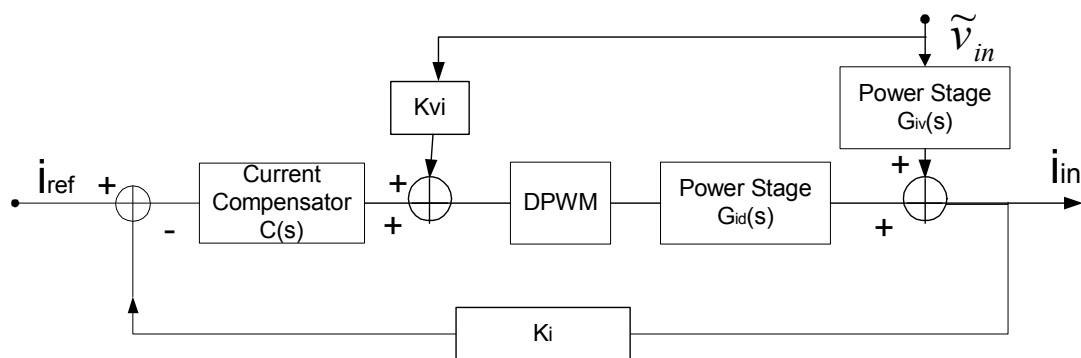 ṽin
Kvi
Power Stage
Giv(s)
iref
+
-
Current
Compensator
C(s)
+
+
DPWM
Power Stage
Gid(s)
+
+
iin
Ki